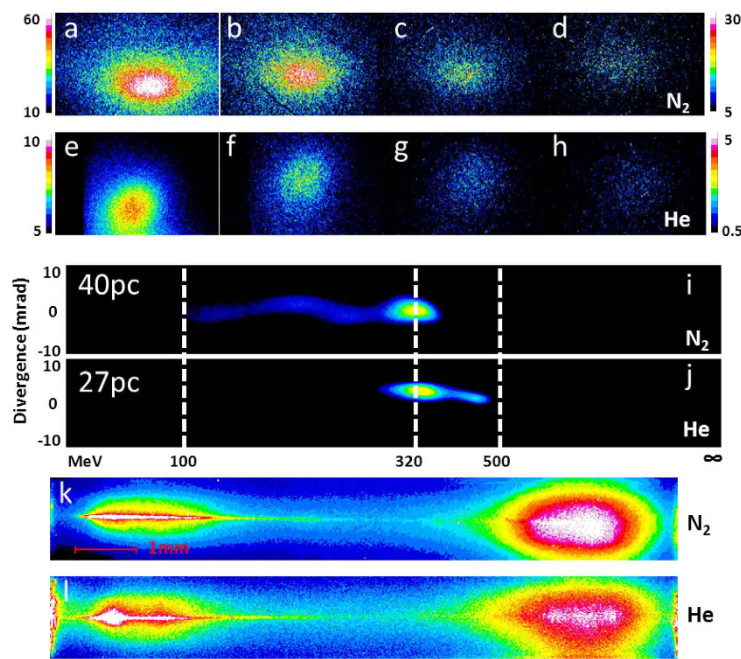 60 a b c d 30
10 N₂ 5
10 e f g h 5
5 He 0.5
10 40pc i
0
-10 N₂
10 27pc j
0
-10 He
Divergence (mrad)
MeV 100 320 500 ∞
k N₂
1mm
l He